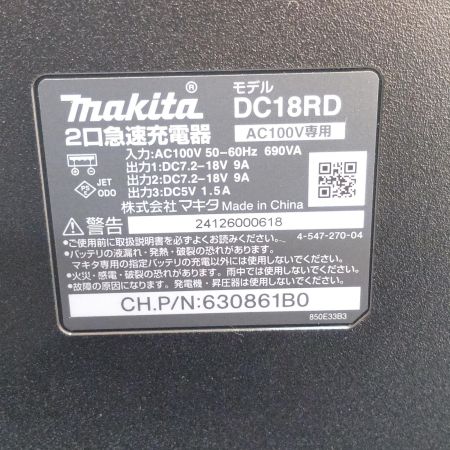 makita®
モデル
DC18RD
2口急速充電器
AC100V専用
入力:AC100V 50-60Hz 690VA
出力1:DC7.2-18V 9A
出力2:DC7.2-18V 9A
出力3:DC5V 1.5A
PS
E
JET
ODO
株式会社マキタ Made in China
⚠警告
24126000618
●ご使用前に取扱説明書を必ずよくお読みください。
4-547-270-04
●バッテリの液漏れ・発熱・破裂の恐れがあります。
マキタ専用の指定バッテリの充電以外には使用しないでください。
●火災・感電・破裂の恐れあり。雨中では使用しないでください。
●故障の原因になります。発電機・昇圧器は使用しないでください。
CH.P/N:630861B0
850E33B3